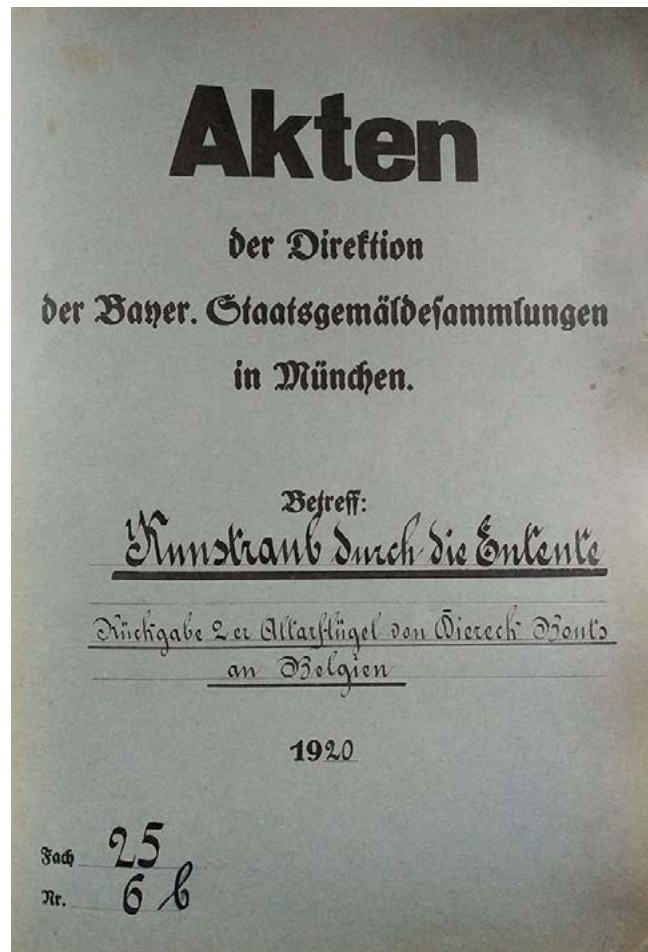 Akten
der Direktion
der Bayer. Staatsgemäldesammlungen
in München.
Betreff:
Kunstraub durch die Entente
Rückgabe 2er Altarflügel von Diereck Bouts
an Belgien
1920
Fach 25
Nr. 6 b